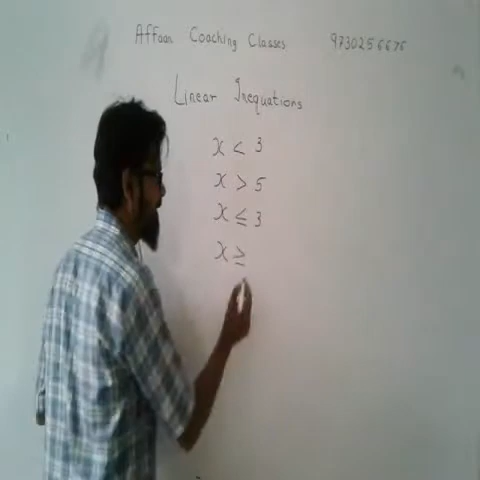 Affaan Coaching Classes 9730256676
Linear Inequations
x < 3
x > 5
x ≤ 3
x ≥